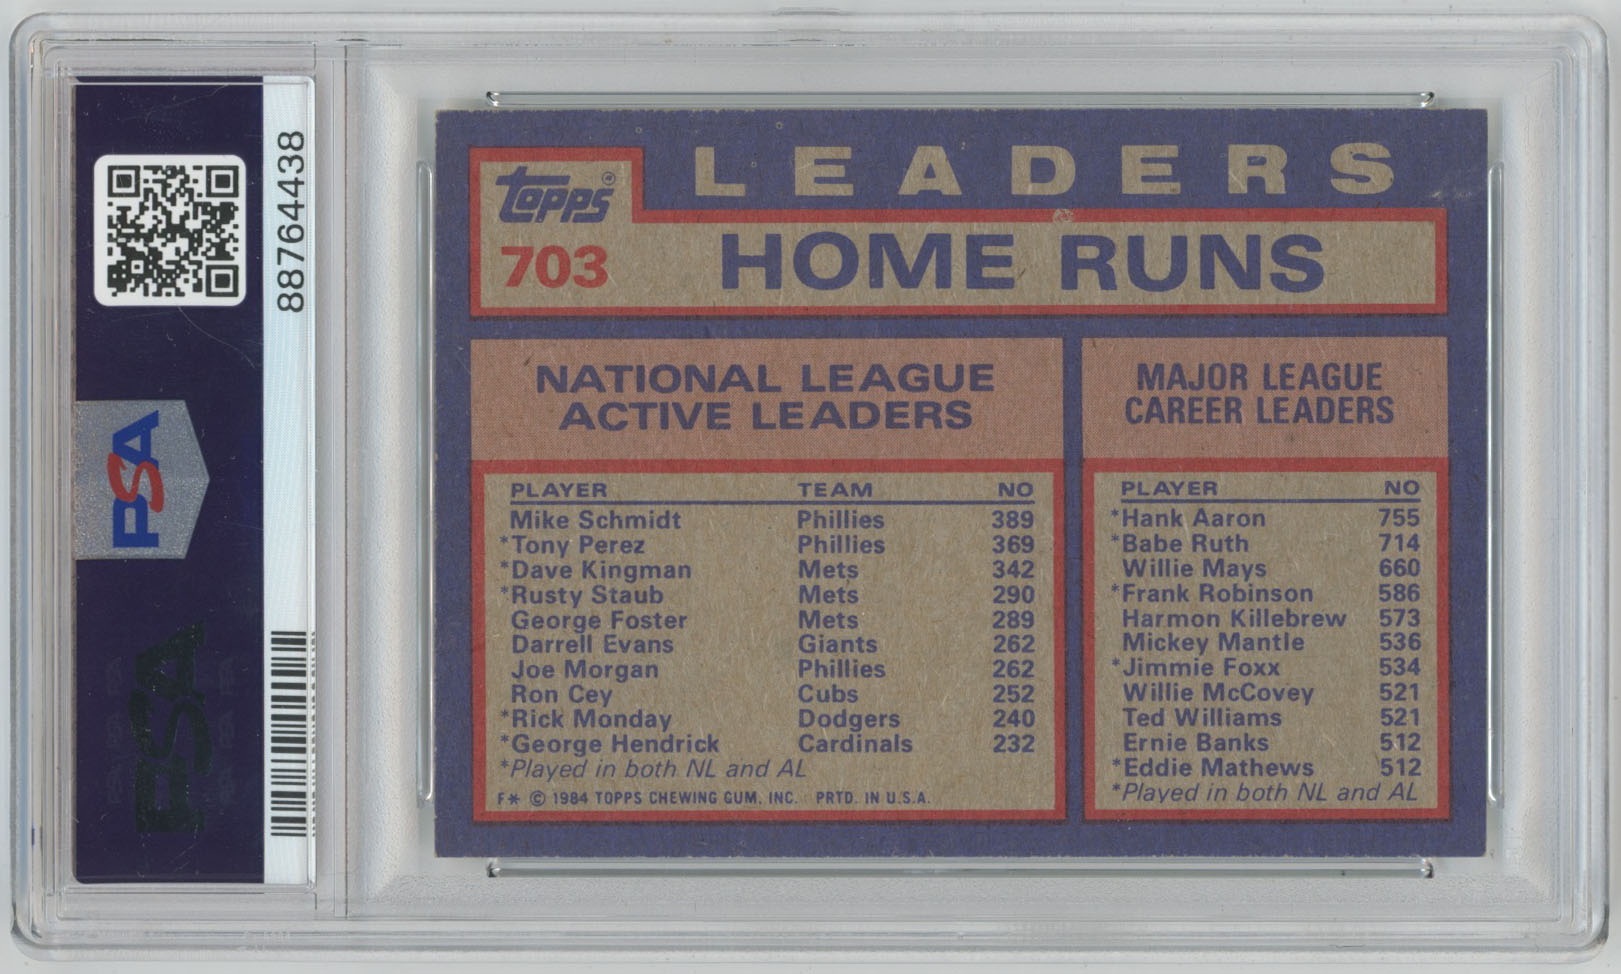 88764438
PSA
PSA
LEADERS
Topps
703
HOME RUNS
NATIONAL LEAGUE
ACTIVE LEADERS
PLAYER TEAM NO
Mike Schmidt Phillies 389
*Tony Perez Phillies 369
*Dave Kingman Mets 342
*Rusty Staub Mets 290
George Foster Mets 289
Darrell Evans Giants 262
Joe Morgan Phillies 262
Ron Cey Cubs 252
*Rick Monday Dodgers 240
*George Hendrick Cardinals 232
*Played in both NL and AL
F* © 1984 TOPPS CHEWING GUM, INC. PRTD. IN U.S.A.
MAJOR LEAGUE
CAREER LEADERS
PLAYER NO
*Hank Aaron 755
*Babe Ruth 714
Willie Mays 660
*Frank Robinson 586
Harmon Killebrew 573
Mickey Mantle 536
*Jimmie Foxx 534
Willie McCovey 521
Ted Williams 521
Ernie Banks 512
*Eddie Mathews 512
*Played in both NL and AL